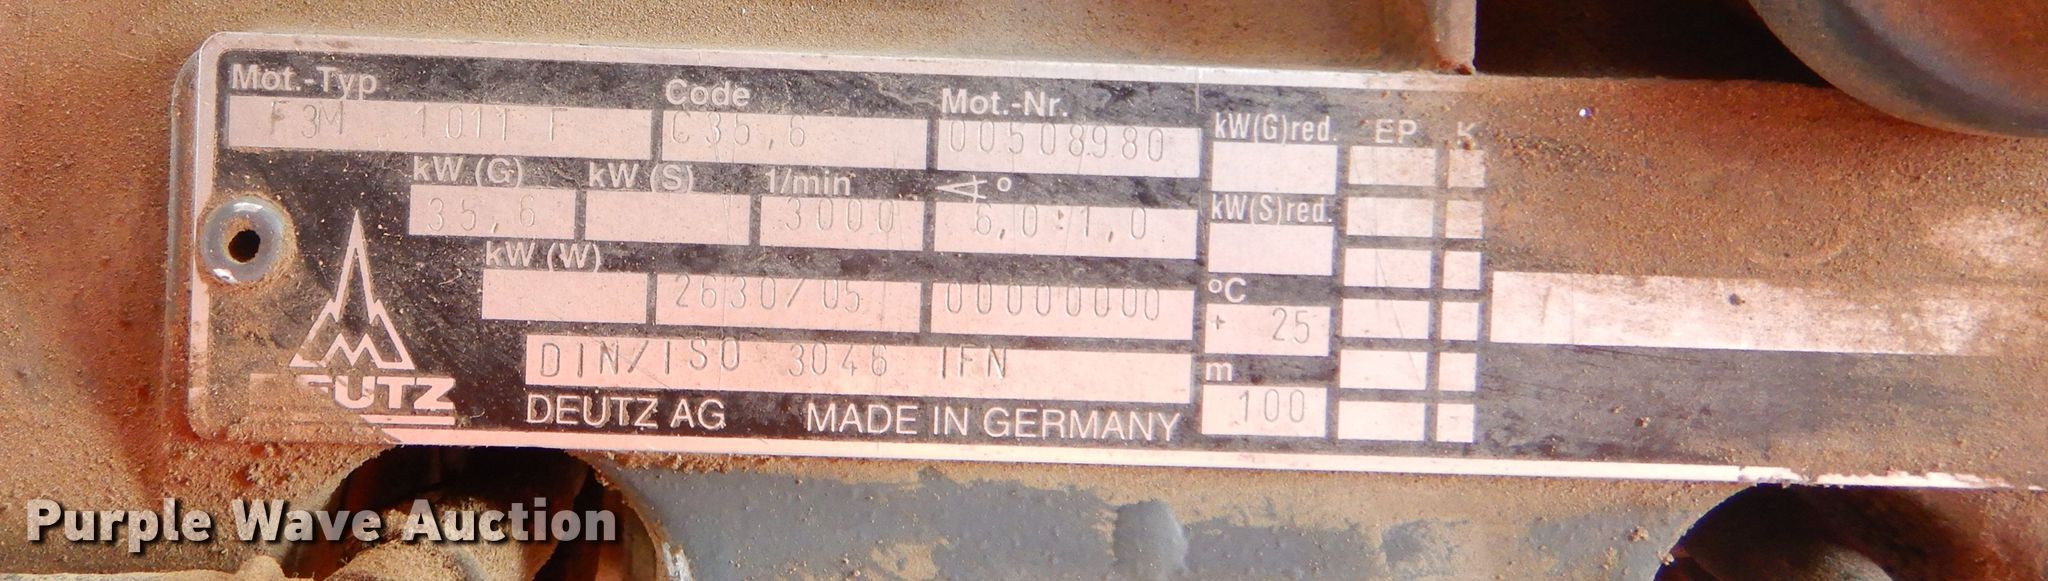 Mot.-Typ Code Mot.-Nr. kW(G)red. EP K
F3M 1011 F C35,6 00508980
kW (G) kW (S) 1/min ∢° kW(S)red.
35,6 3000 6,0 1,0
kW (W) °C
2630/05 00000000 + 25
DIN/ISO 3046 IFN m
DEUTZ DEUTZ AG MADE IN GERMANY 100
Purple Wave Auction